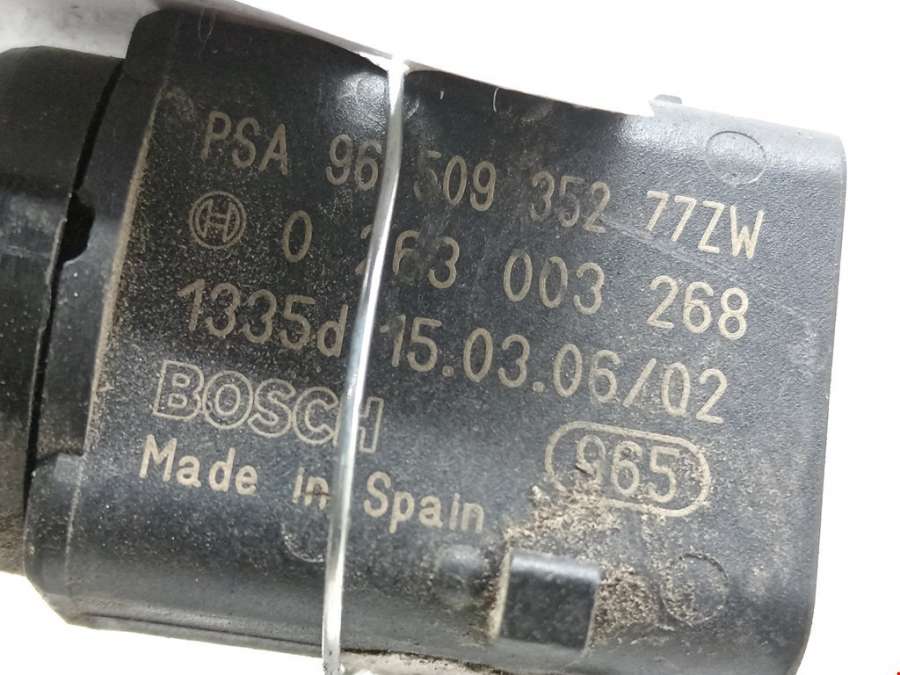 PSA 96 509 352 77ZW
0 263 003 268
1335d 15.03.06/02
BOSCH
965
Made in Spain